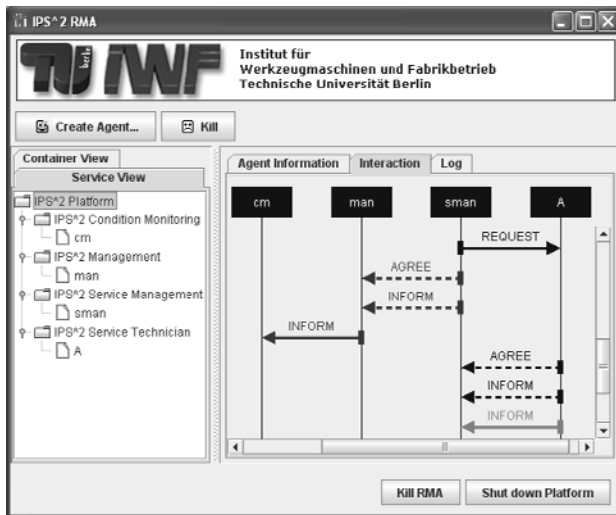 IPS^2 RMA
berlin
IWF
Institut für
Werkzeugmaschinen und Fabrikbetrieb
Technische Universität Berlin
Create Agent...
Kill
Container View
Service View
IPS^2 Platform
IPS^2 Condition Monitoring
cm
IPS^2 Management
man
IPS^2 Service Management
sman
IPS^2 Service Technician
A
Agent Information
Interaction
Log
cm
man
sman
A
REQUEST
AGREE
INFORM
INFORM
AGREE
INFORM
INFORM
Kill RMA
Shut down Platform